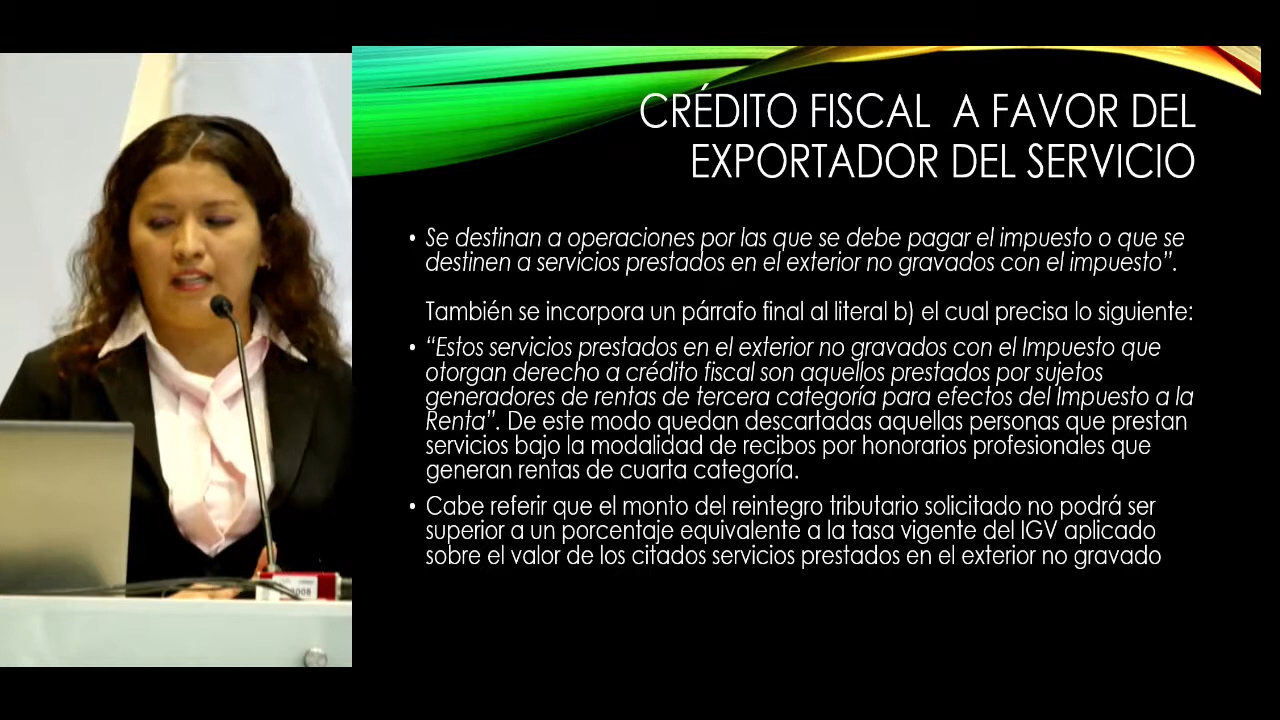 CRÉDITO FISCAL A FAVOR DEL
EXPORTADOR DEL SERVICIO
• Se destinan a operaciones por las que se debe pagar el impuesto o que se
destinen a servicios prestados en el exterior no gravados con el impuesto”.
También se incorpora un párrafo final al literal b) el cual precisa lo siguiente:
• “Estos servicios prestados en el exterior no gravados con el Impuesto que
otorgan derecho a crédito fiscal son aquellos prestados por sujetos
generadores de rentas de tercera categoría para efectos del Impuesto a la
Renta”. De este modo quedan descartadas aquellas personas que prestan
servicios bajo la modalidad de recibos por honorarios profesionales que
generan rentas de cuarta categoría.
• Cabe referir que el monto del reintegro tributario solicitado no podrá ser
superior a un porcentaje equivalente a la tasa vigente del IGV aplicado
sobre el valor de los citados servicios prestados en el exterior no gravado